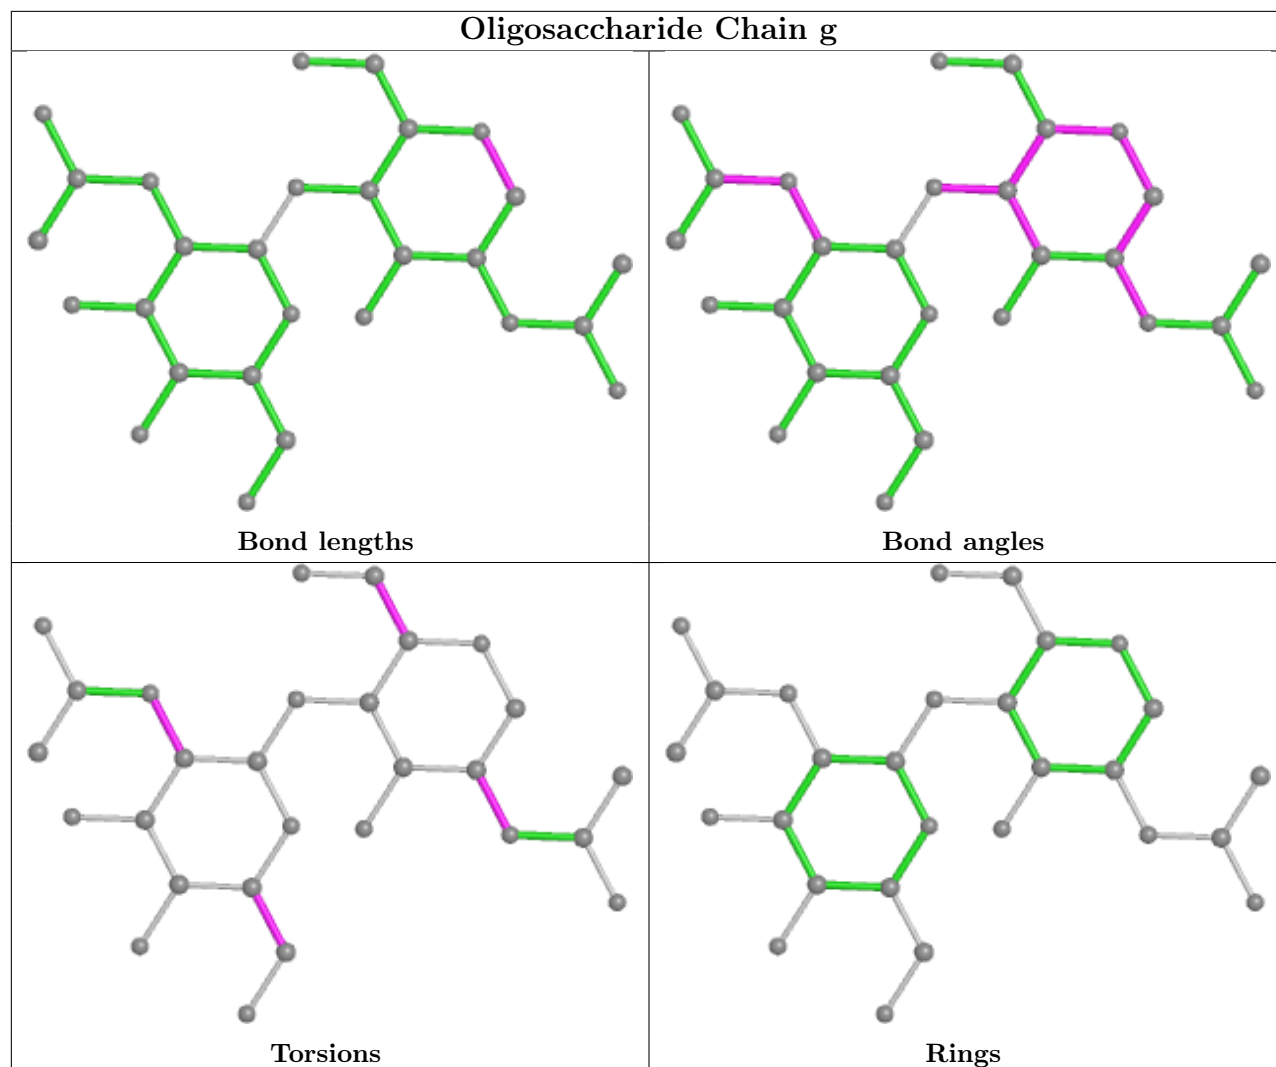 Oligosaccharide Chain g
Bond lengths
Bond angles
Torsions
Rings